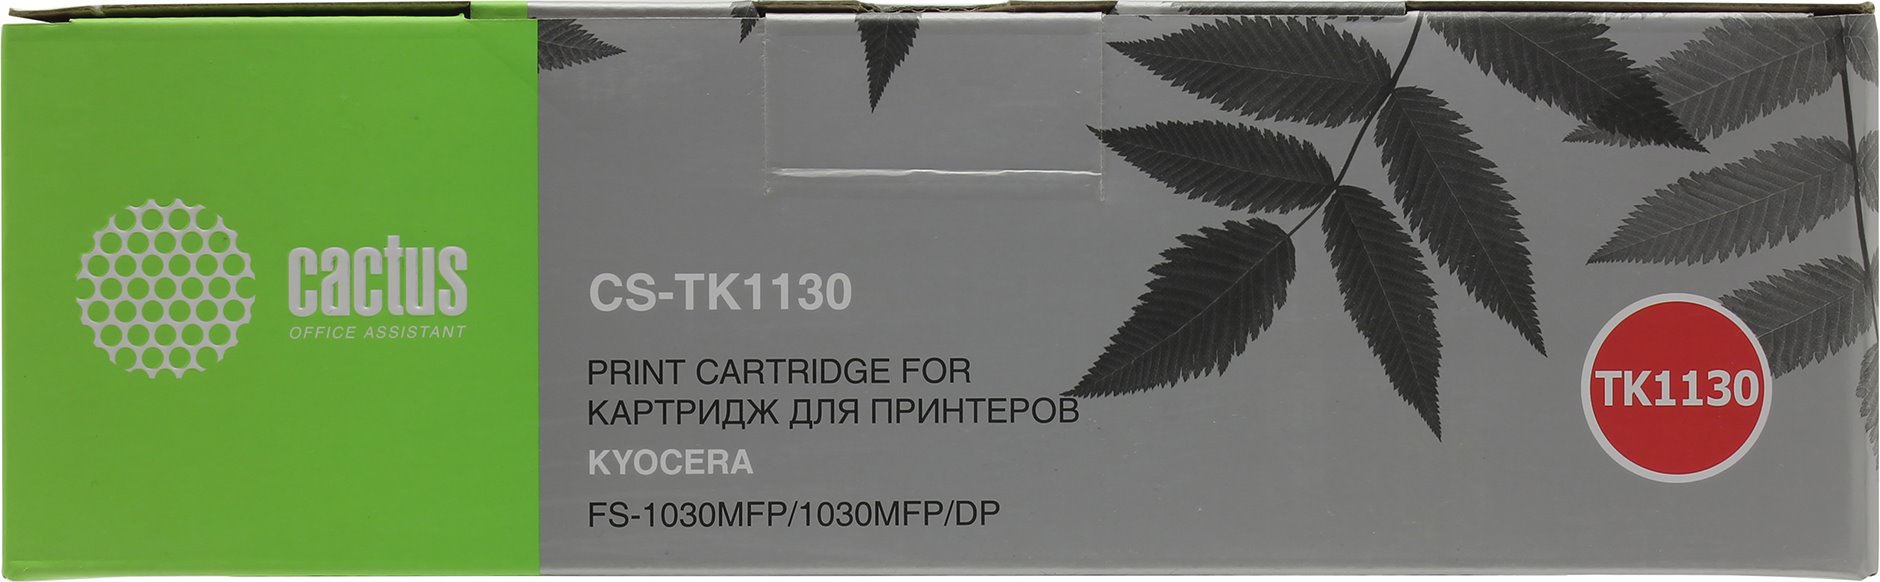 cactus
OFFICE ASSISTANT
CS-TK1130
PRINT CARTRIDGE FOR
КАРТРИДЖ ДЛЯ ПРИНТЕРОВ
KYOCERA
FS-1030MFP/1030MFP/DP
TK1130